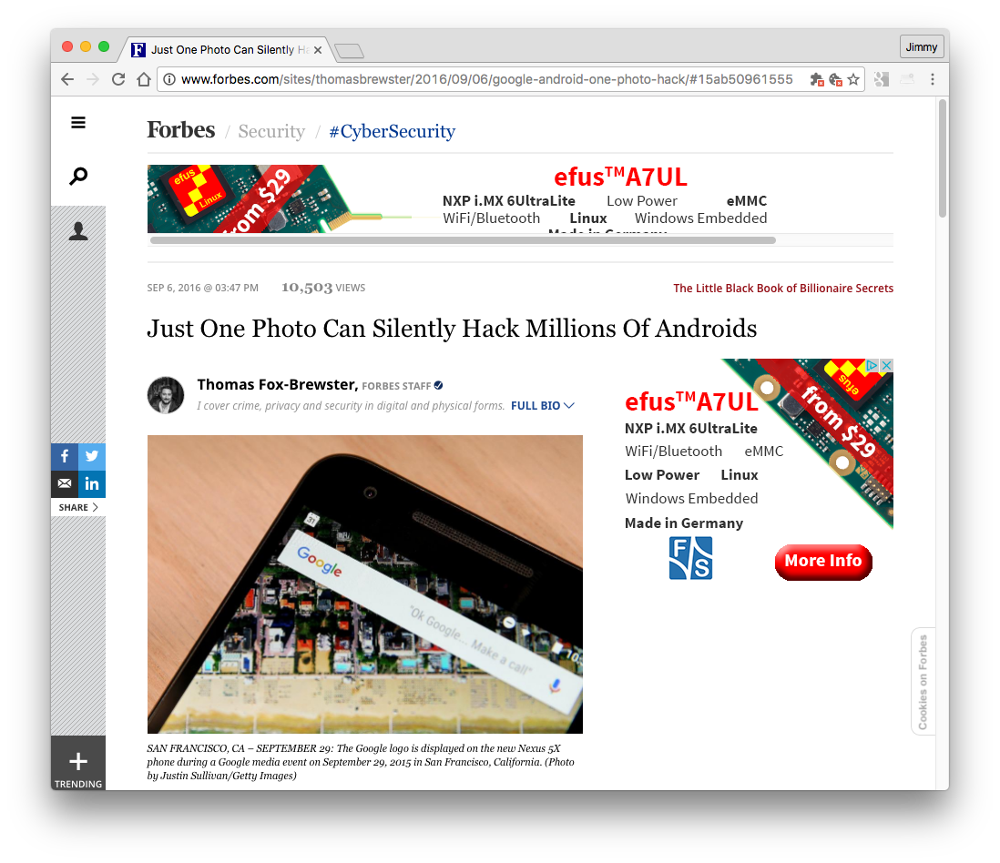 Just One Photo Can Silently Ha
Jimmy
www.forbes.com/sites/thomasbrewster/2016/09/06/google-android-one-photo-hack/#15ab50961555
Forbes / Security / #CyberSecurity
efus
Linux
from $29
efus™A7UL
NXP i.MX 6UltraLite Low Power eMMC
WiFi/Bluetooth Linux Windows Embedded
Made in Germany
SEP 6, 2016 @ 03:47 PM 10,503 VIEWS
The Little Black Book of Billionaire Secrets
Just One Photo Can Silently Hack Millions Of Androids
Thomas Fox-Brewster, FORBES STAFF
I cover crime, privacy and security in digital and physical forms. FULL BIO
efus
from $29
efus™A7UL
NXP i.MX 6UltraLite
WiFi/Bluetooth eMMC
Low Power Linux
Windows Embedded
Made in Germany
F S
More Info
31
Google
"Ok Google... Make a call"
10:
SHARE
Cookies on Forbes
SAN FRANCISCO, CA – SEPTEMBER 29: The Google logo is displayed on the new Nexus 5X
phone during a Google media event on September 29, 2015 in San Francisco, California. (Photo
by Justin Sullivan/Getty Images)
TRENDING